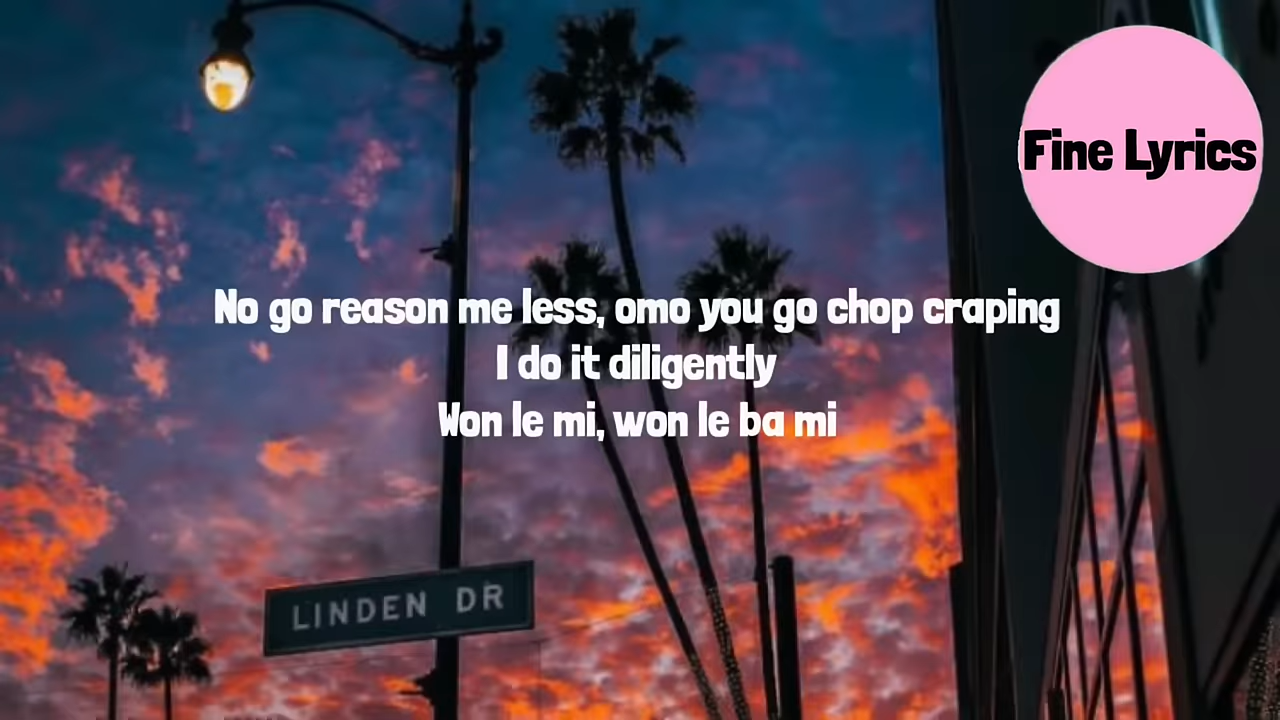 Fine Lyrics
No go reason me less, omo you go chop craping
I do it diligently
Won le mi, won le ba mi
LINDEN DR